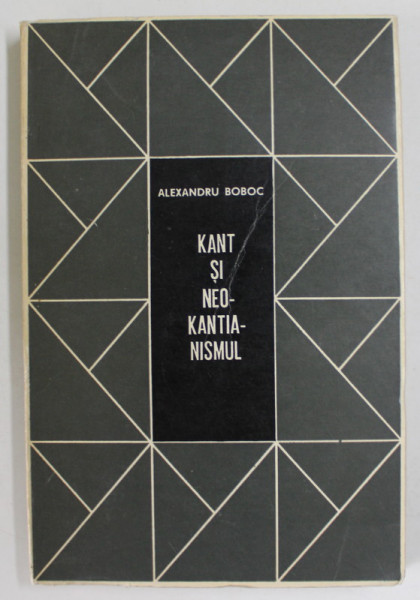 ALEXANDRU BOBOC
KANT
ȘI
NEO-
KANTIA-
NISMUL